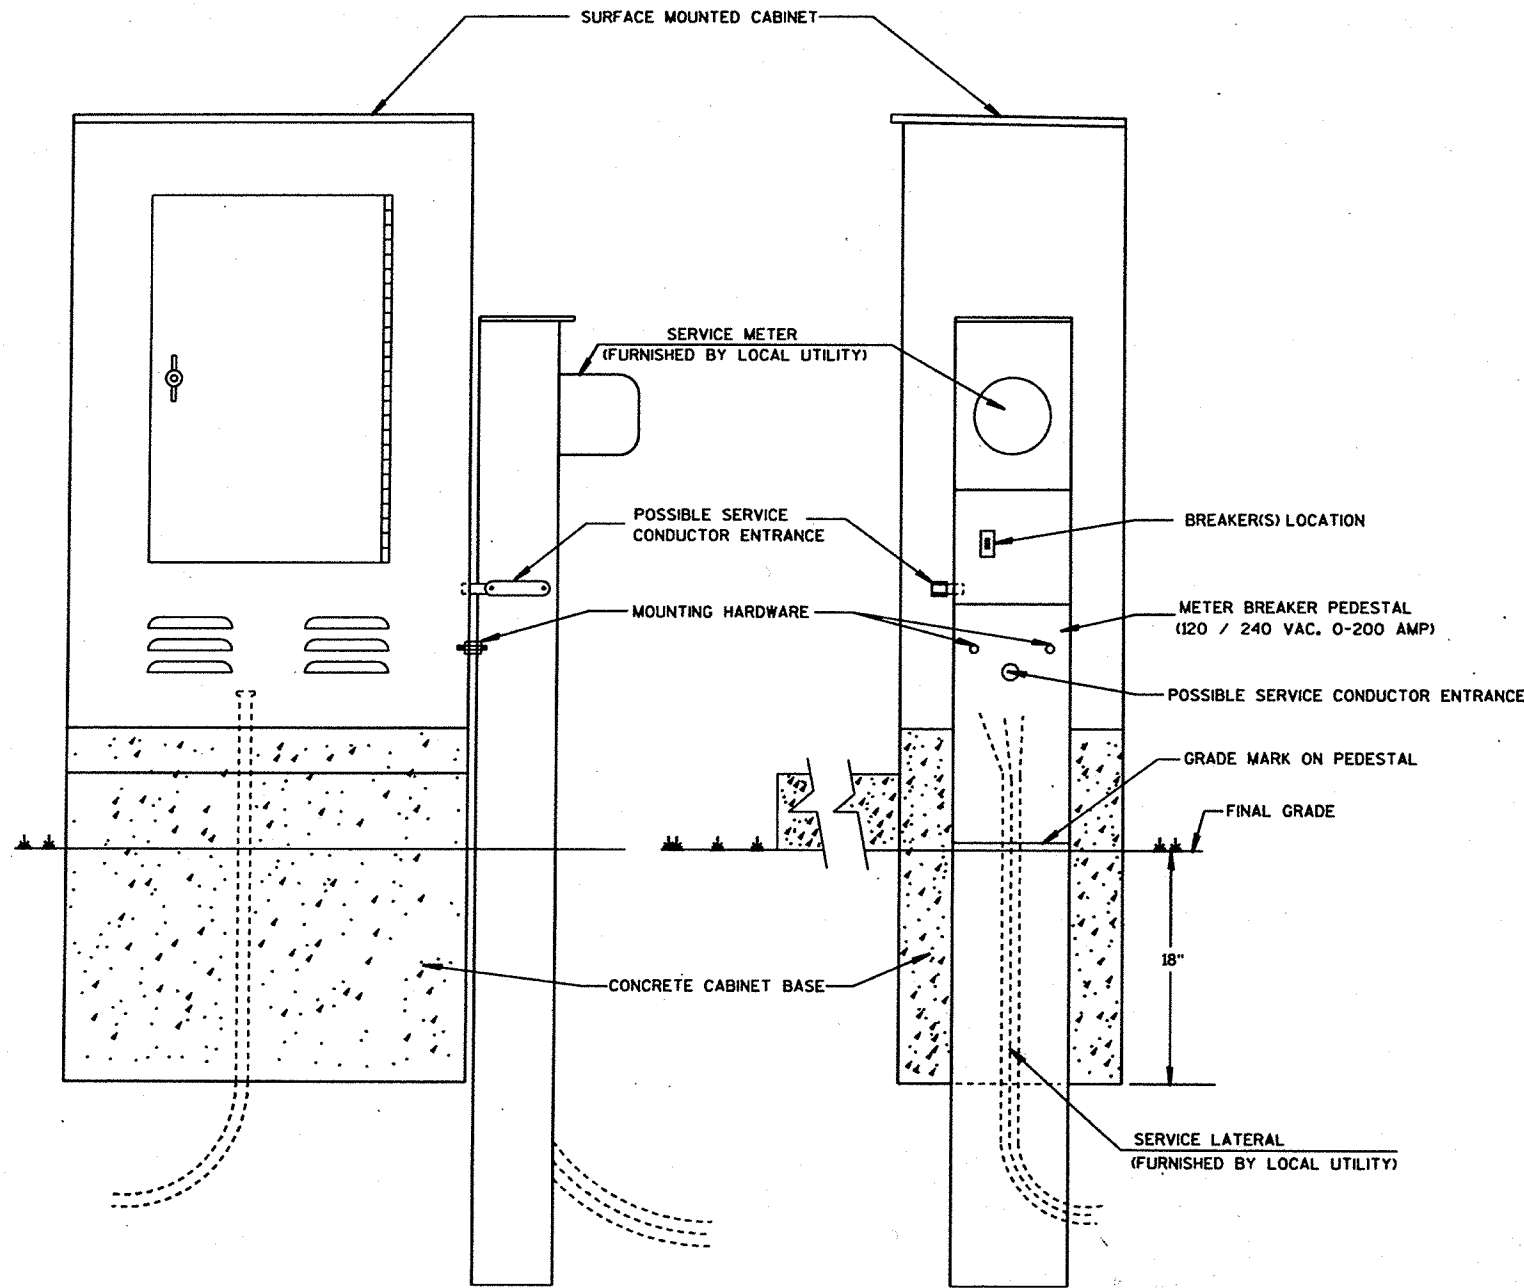 SURFACE MOUNTED CABINET
SERVICE METER
(FURNISHED BY LOCAL UTILITY)
POSSIBLE SERVICE
CONDUCTOR ENTRANCE
BREAKER(S) LOCATION
MOUNTING HARDWARE
METER BREAKER PEDESTAL
(120 / 240 VAC. 0-200 AMP)
POSSIBLE SERVICE CONDUCTOR ENTRANCE
GRADE MARK ON PEDESTAL
FINAL GRADE
18"
CONCRETE CABINET BASE
SERVICE LATERAL
(FURNISHED BY LOCAL UTILITY)